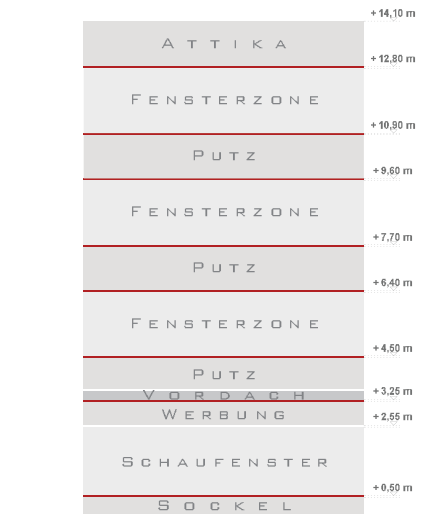 + 14,10 m
ATTIKA
+ 12,80 m
FENSTERZONE
+ 10,90 m
PUTZ
+ 9,60 m
FENSTERZONE
+ 7,70 m
PUTZ
+ 6,40 m
FENSTERZONE
+ 4,50 m
PUTZ
VORDACH
+ 3,25 m
WERBUNG
+ 2,55 m
SCHAUFENSTER
+ 0,50 m
SOCKEL